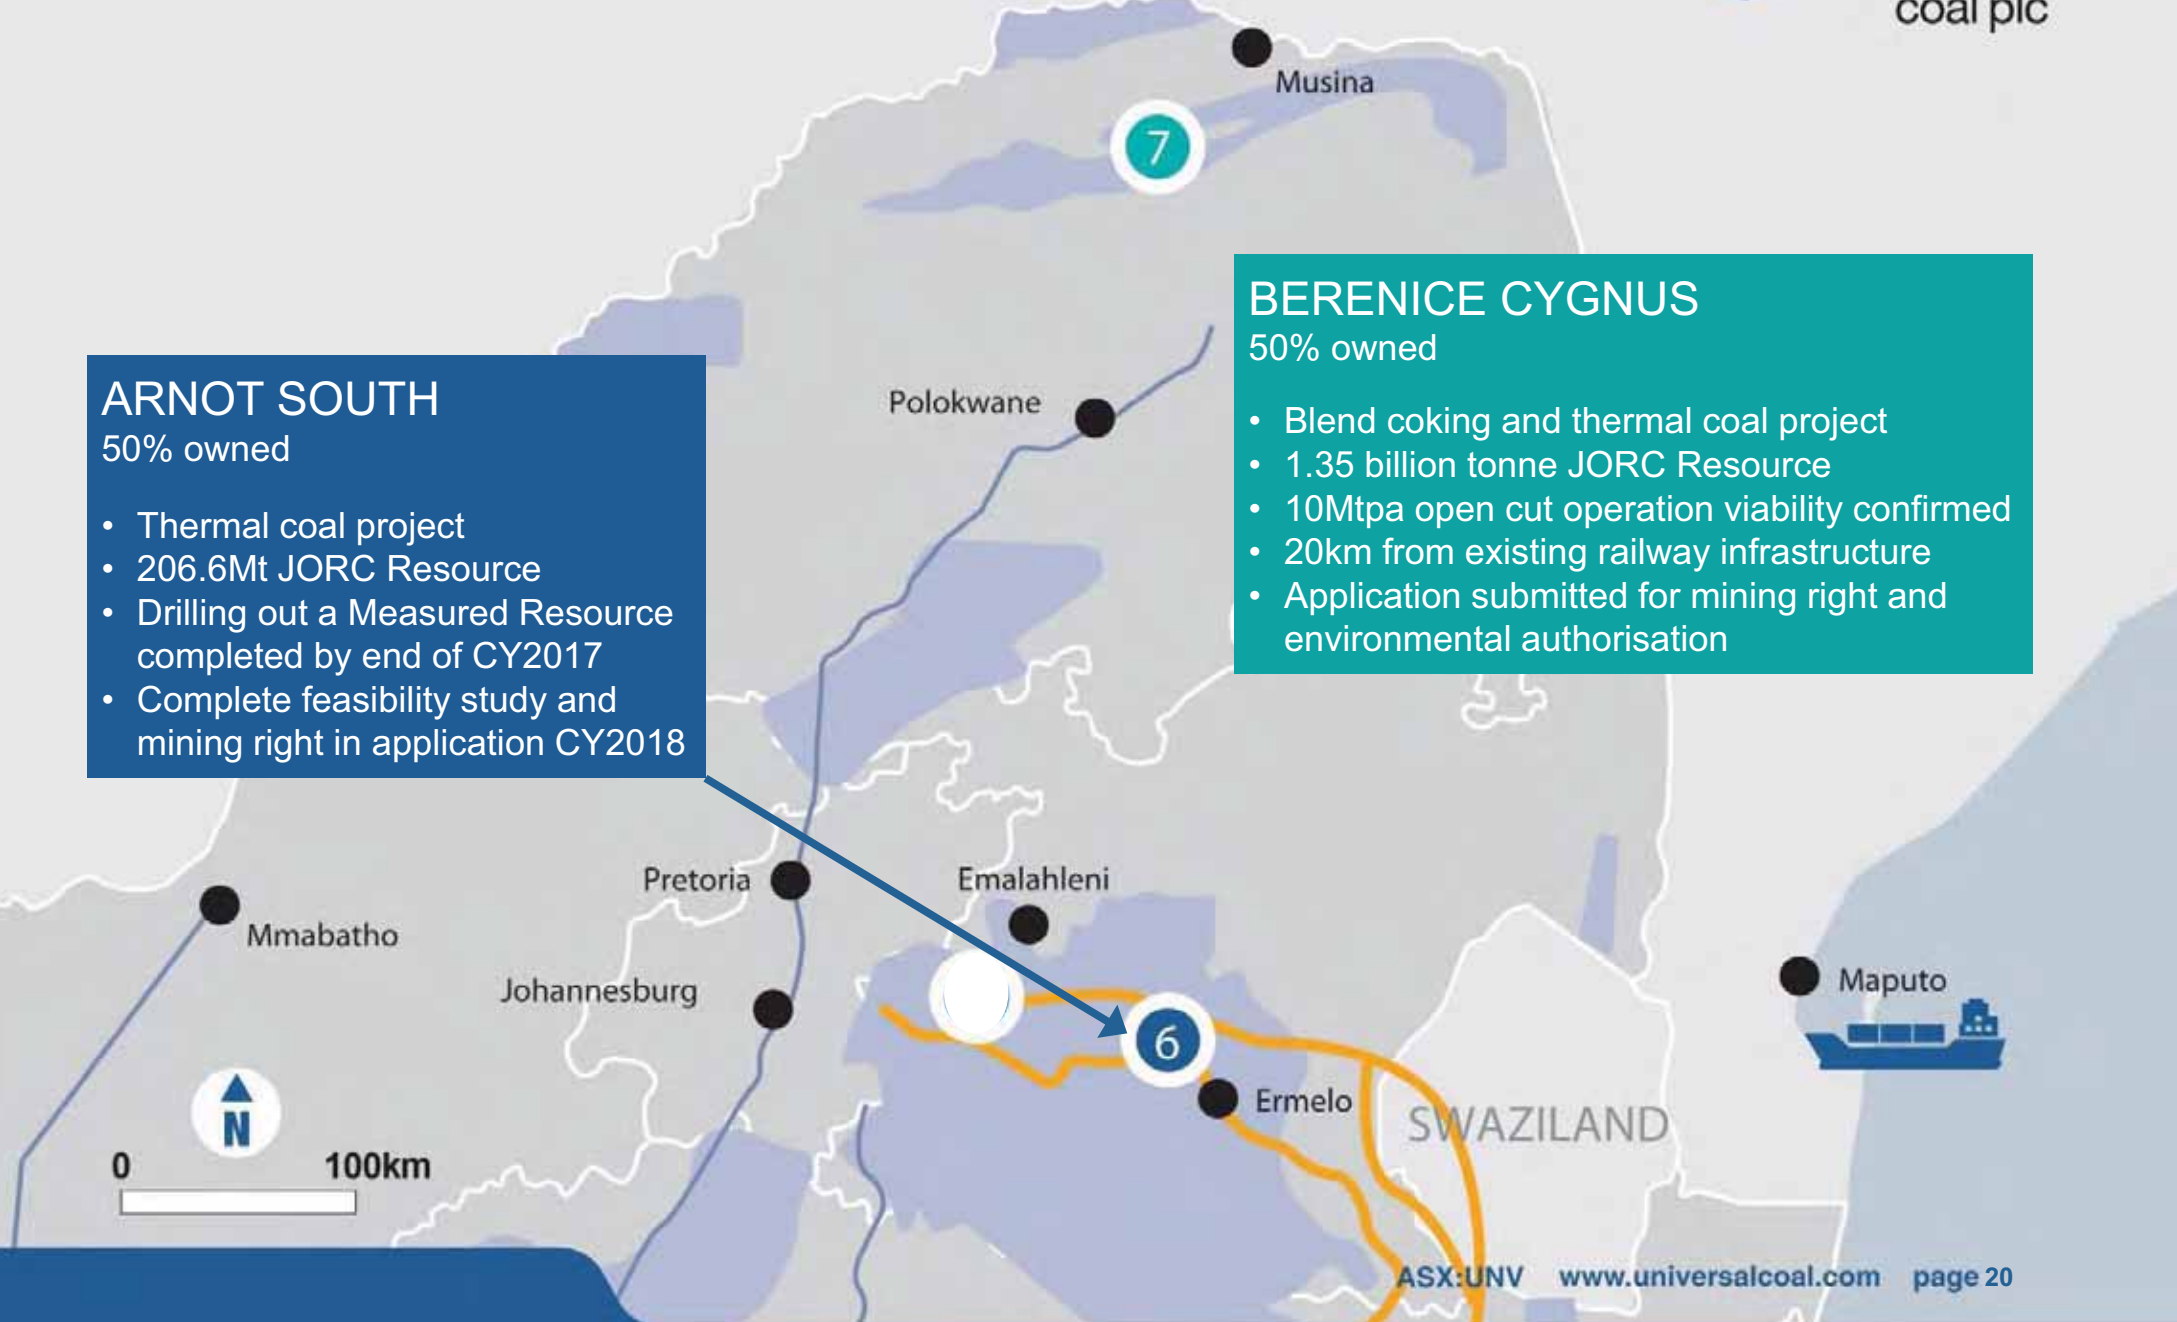 coal plc
Musina
7
BERENICE CYGNUS
50% owned
• Blend coking and thermal coal project
• 1.35 billion tonne JORC Resource
• 10Mtpa open cut operation viability confirmed
• 20km from existing railway infrastructure
• Application submitted for mining right and
environmental authorisation
ARNOT SOUTH
50% owned
• Thermal coal project
• 206.6Mt JORC Resource
• Drilling out a Measured Resource
completed by end of CY2017
• Complete feasibility study and
mining right in application CY2018
Polokwane
Pretoria
Emalahleni
Mmabatho
Johannesburg
Maputo
6
Ermelo
SWAZILAND
N
0 100km
ASX:UNV www.universalcoal.com page 20